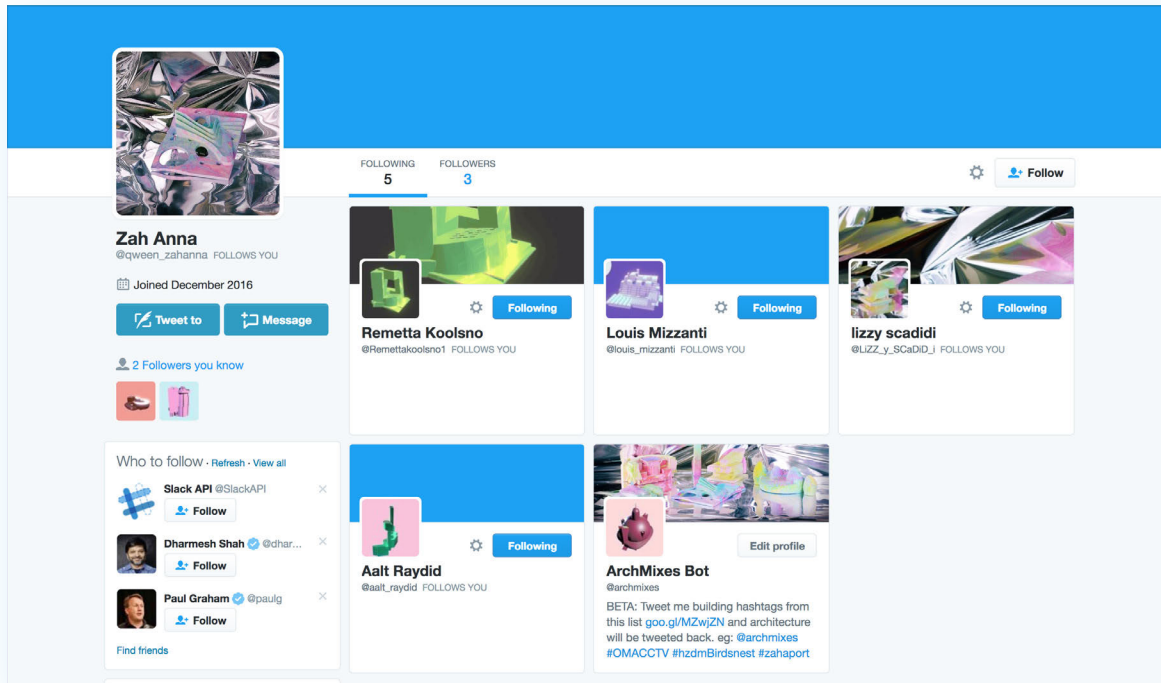 FOLLOWING
5
FOLLOWERS
3
Follow
Zah Anna
@qween_zahanna FOLLOWS YOU
Joined December 2016
Tweet to
Message
2 Followers you know
Who to follow · Refresh · View all
Slack API @SlackAPI
Follow
Dharmesh Shah @dhar...
Follow
Paul Graham @paulg
Follow
Find friends
Following
Remetta Koolsno
@Remettakoolsno1 FOLLOWS YOU
Following
Louis Mizzanti
@louis_mizzanti FOLLOWS YOU
Following
lizzy scadidi
@LiZZ_y_SCaDiD_i FOLLOWS YOU
Following
Aalt Raydid
@aalt_raydid FOLLOWS YOU
Edit profile
ArchMixes Bot
@archmixes
BETA: Tweet me building hashtags from
this list goo.gl/MZwjZN and architecture
will be tweeted back. eg: @archmixes
#OMACCTV #hzdmBirdsnest #zahaport